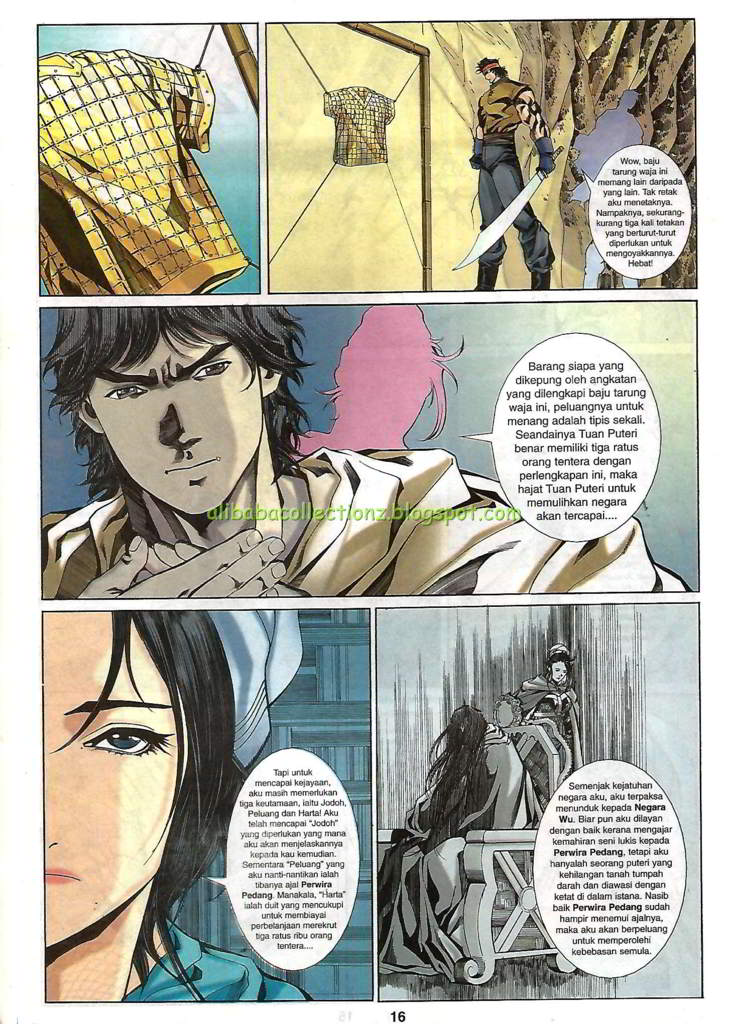 Wow, baju
tarung waja ini
memang lain daripada
yang lain. Tak retak
aku menetaknya.
Nampaknya, sekurang-
kurang tiga kali tetakan
yang berturut-turut
diperlukan untuk
mengoyakkannya.
Hebat!
Barang siapa yang
dikepung oleh angkatan
yang dilengkapi baju tarung
waja ini, peluangnya untuk
menang adalah tipis sekali.
Seandainya Tuan Puteri
benar memiliki tiga ratus
orang tentera dengan
perlengkapan ini, maka
hajat Tuan Puteri untuk
memulihkan negara
akan tercapai....
alibabacollectionz.blogspot.com
Tapi untuk
mencapai kejayaan,
aku masih memerlukan
tiga keutamaan, iaitu Jodoh,
Peluang dan Harta! Aku
telah mencapai "Jodoh"
yang diperlukan yang mana
aku akan menjelaskannya
kepada kau kemudian.
Sementara "Peluang" yang
aku nanti-nantikan ialah
tibanya ajal Perwira
Pedang. Manakala, "Harta"
ialah duit yang mencukupi
untuk membiayai
perbelanjaan merekrut
tiga ratus ribu orang
tentera....
Semenjak kejatuhan
negara aku, aku terpaksa
menunduk kepada Negara
Wu. Biar pun aku dilayan
dengan baik kerana mengajar
kemahiran seni lukis kepada
Perwira Pedang, tetapi aku
hanyalah seorang puteri yang
kehilangan tanah tumpah
darah dan diawasi dengan
ketat di dalam istana. Nasib
baik Perwira Pedang sudah
hampir menemui ajalnya,
maka aku akan berpeluang
untuk memperolehi
kebebasan semula.
16